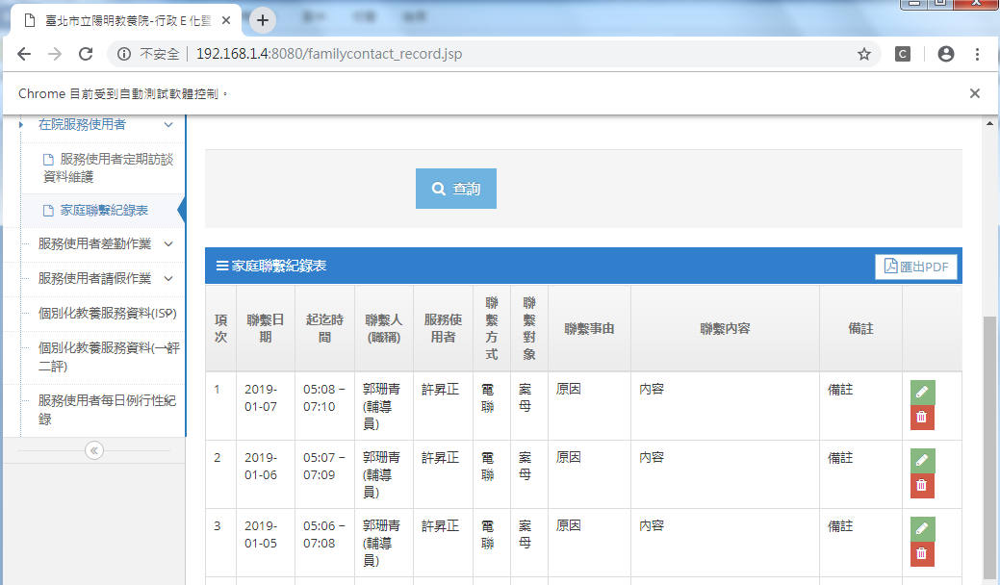 臺北市立陽明教養院-行政E化暨
不安全 192.168.1.4:8080/familycontact_record.jsp
Chrome 目前受到自動測試軟體控制。
在院服務使用者
服務使用者定期訪談
資料維護
家庭聯繫紀錄表
服務使用者差勤作業
服務使用者請假作業
個別化教養服務資料(ISP)
個別化教養服務資料(一評
二評)
服務使用者每日例行性紀
錄
查詢
家庭聯繫紀錄表 匯出PDF
項次 聯繫日期 起迄時間 聯繫人(職稱) 服務使用者 聯繫方式 聯繫對象 聯繫事由 聯繫內容 備註
1 2019-01-07 05:08 ~ 07:10 郭珊青(輔導員) 許昇正 電聯 案母 原因 內容 備註
2 2019-01-06 05:07 ~ 07:09 郭珊青(輔導員) 許昇正 電聯 案母 原因 內容 備註
3 2019-01-05 05:06 ~ 07:08 郭珊青(輔導員) 許昇正 電聯 案母 原因 內容 備註